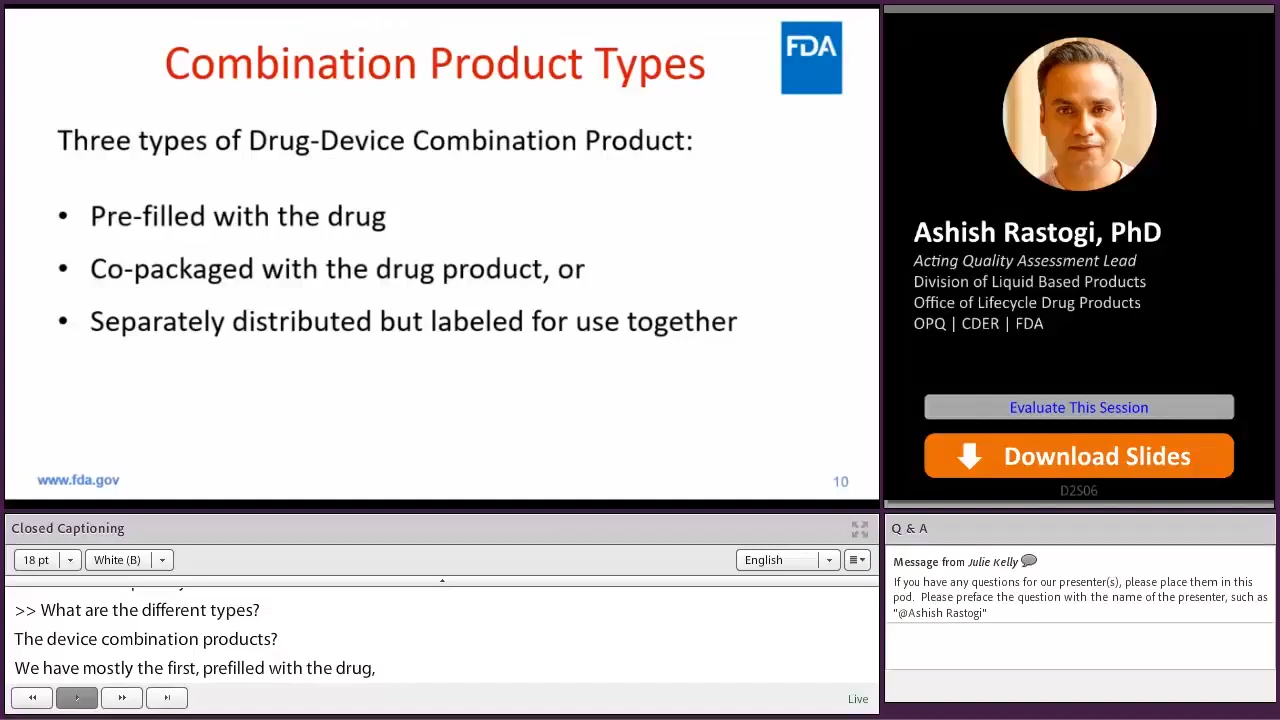 Combination Product Types
FDA
Three types of Drug-Device Combination Product:
• Pre-filled with the drug
• Co-packaged with the drug product, or
• Separately distributed but labeled for use together
www.fda.gov
10
Ashish Rastogi, PhD
Acting Quality Assessment Lead
Division of Liquid Based Products
Office of Lifecycle Drug Products
OPQ | CDER | FDA
Evaluate This Session
Download Slides
D2S06
Closed Captioning
18 pt
White (B)
English
>> What are the different types?
The device combination products?
We have mostly the first, prefilled with the drug,
Live
Q & A
Message from Julie Kelly
If you have any questions for our presenter(s), please place them in this
pod. Please preface the question with the name of the presenter, such as
"@Ashish Rastogi"